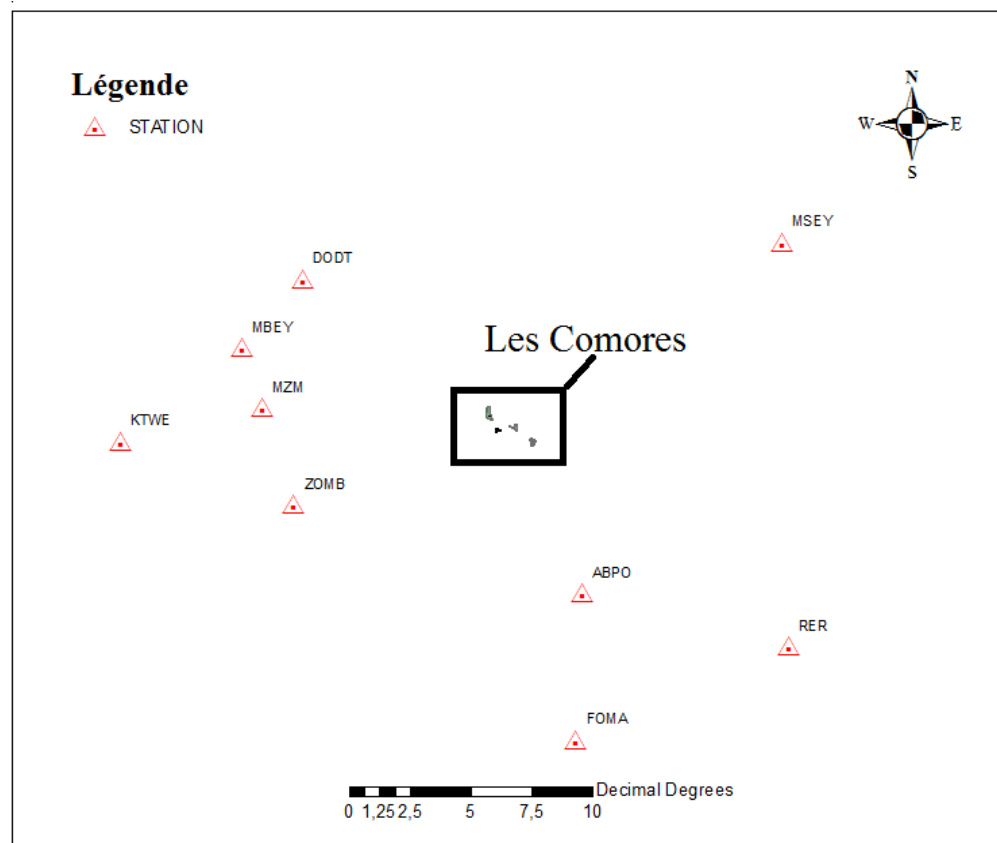 Légende
STATION
N
W E
S
MSEY
DODT
MBEY
Les Comores
MZM
KTWE
ZOMB
ABPO
RER
FOMA
Decimal Degrees
0 1,25 2,5 5 7,5 10